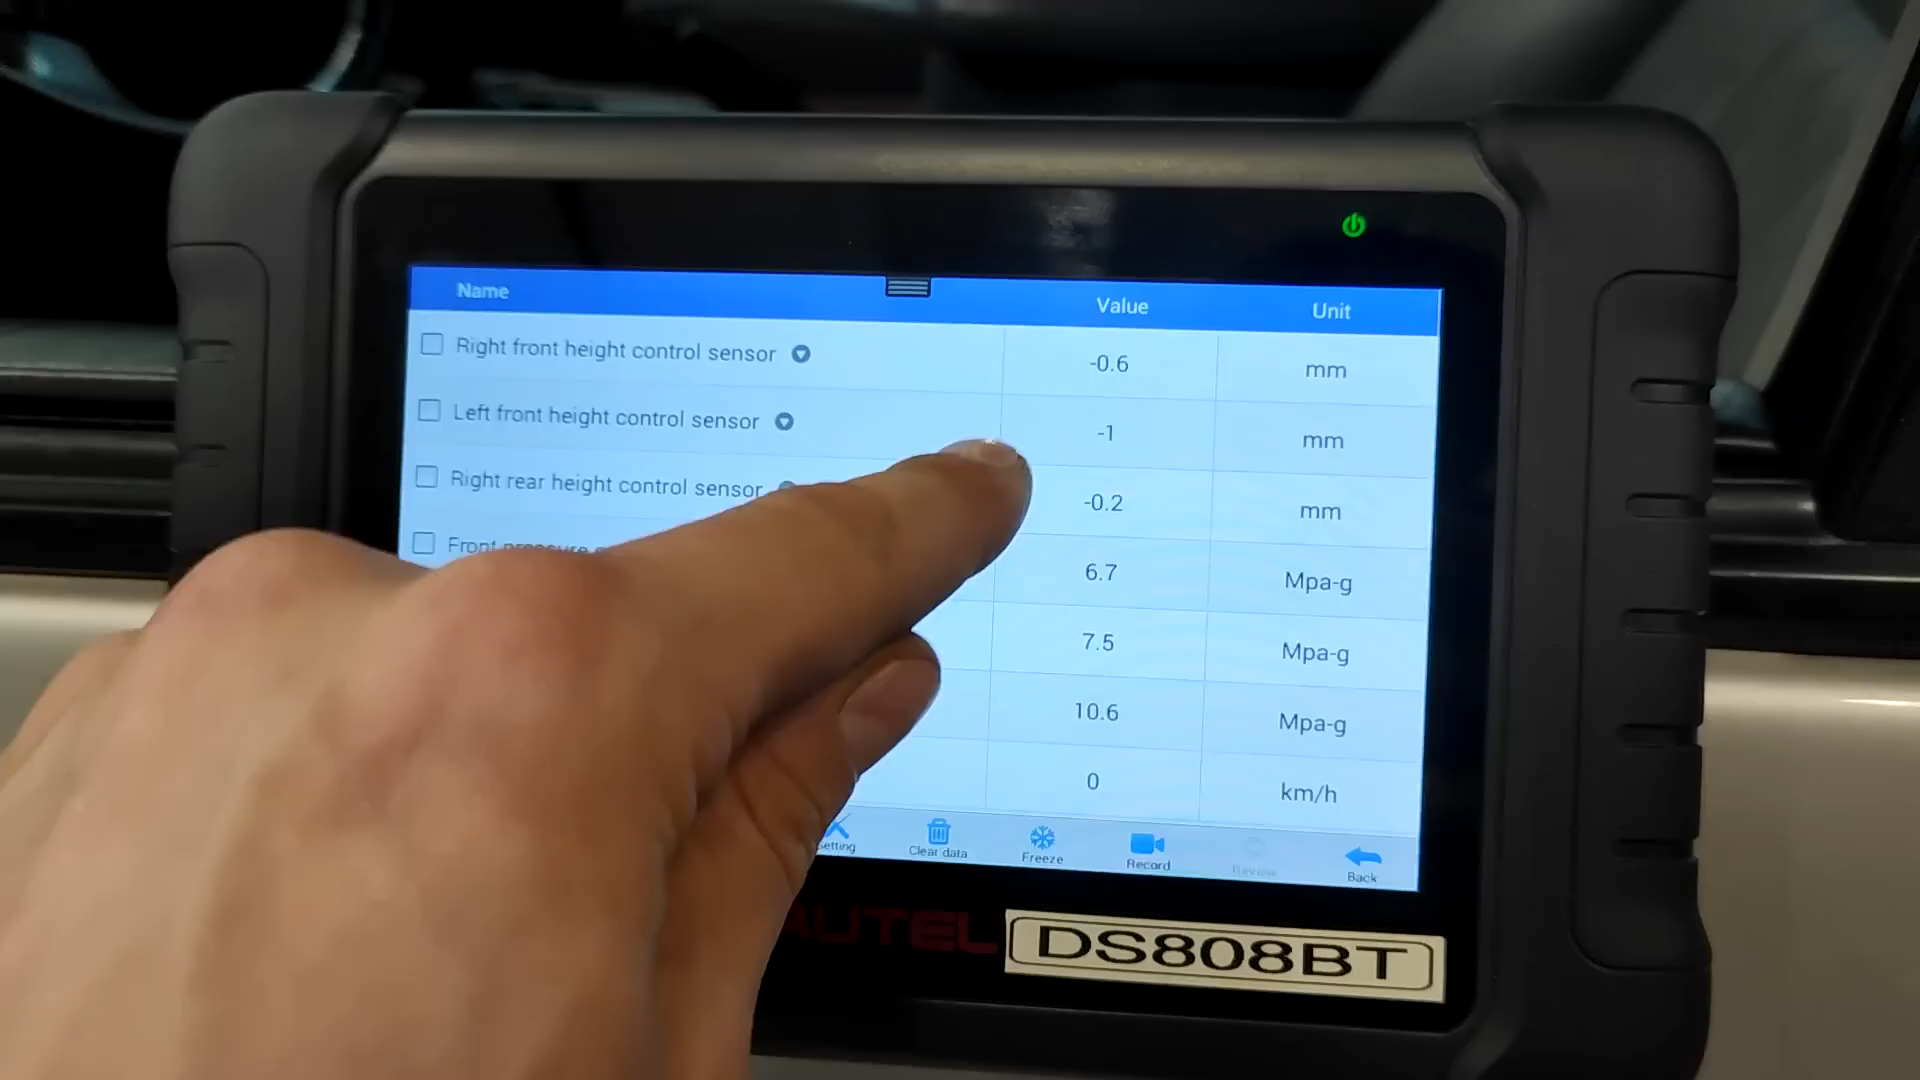 Name Value Unit
Right front height control sensor -0.6 mm
Left front height control sensor -1 mm
Right rear height control sensor -0.2 mm
Front pressure 6.7 Mpa-g
7.5 Mpa-g
10.6 Mpa-g
0 km/h
Setting Clear data Freeze Record Review Back
AUTEL DS808BT